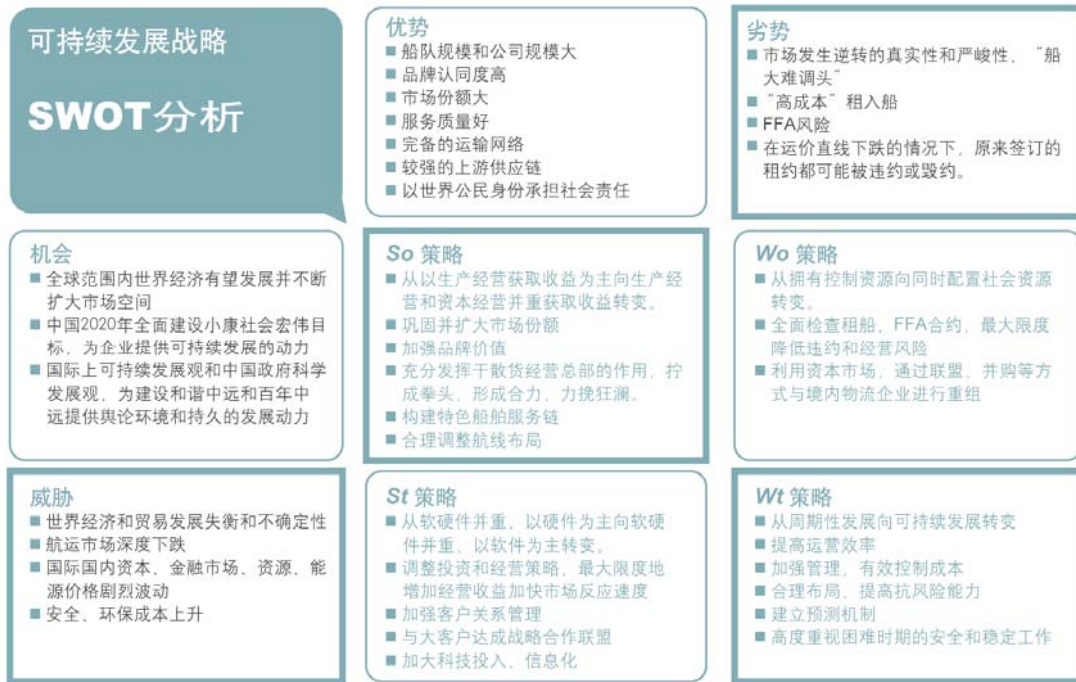 可持续发展战略
SWOT分析
优势
■ 船队规模和公司规模大
■ 品牌认同度高
■ 市场份额大
■ 服务质量好
■ 完备的运输网络
■ 较强的上游供应链
■ 以世界公民身份承担社会责任
劣势
■ 市场发生逆转的真实性和严峻性，“船
大难调头”
■ “高成本”租入船
■ FFA风险
■ 在运价直线下跌的情况下，原来签订的
租约都可能被违约或毁约。
机会
■ 全球范围内世界经济有望发展并不断
扩大市场空间
■ 中国2020年全面建设小康社会宏伟目
标，为企业提供可持续发展的动力
■ 国际上可持续发展观和中国政府科学
发展观，为建设和谐中远和百年中
远提供舆论环境和持久的发展动力
So 策略
■ 从以生产经营获取收益为主向生产经
营和资本经营并重获取收益转变。
■ 巩固并扩大市场份额
■ 加强品牌价值
■ 充分发挥干散货经营总部的作用，拧
成拳头，形成合力，力挽狂澜。
■ 构建特色船舶服务链
■ 合理调整航线布局
Wo 策略
■ 从拥有控制资源向同时配置社会资源
转变。
■ 全面检查租船、FFA合约，最大限度
降低违约和经营风险
■ 利用资本市场，通过联盟、并购等方
式与境内物流企业进行重组
威胁
■ 世界经济和贸易发展失衡和不确定性
■ 航运市场深度下跌
■ 国际国内资本、金融市场、资源、能
源价格剧烈波动
■ 安全、环保成本上升
St 策略
■ 从软硬件并重，以硬件为主向软硬
件并重、以软件为主转变。
■ 调整投资和经营策略，最大限度地
增加经营收益加快市场反应速度
■ 加强客户关系管理
■ 与大客户达成战略合作联盟
■ 加大科技投入、信息化
Wt 策略
■ 从周期性发展向可持续发展转变
■ 提高运营效率
■ 加强管理，有效控制成本
■ 合理布局，提高抗风险能力
■ 建立预测机制
■ 高度重视困难时期的安全和稳定工作